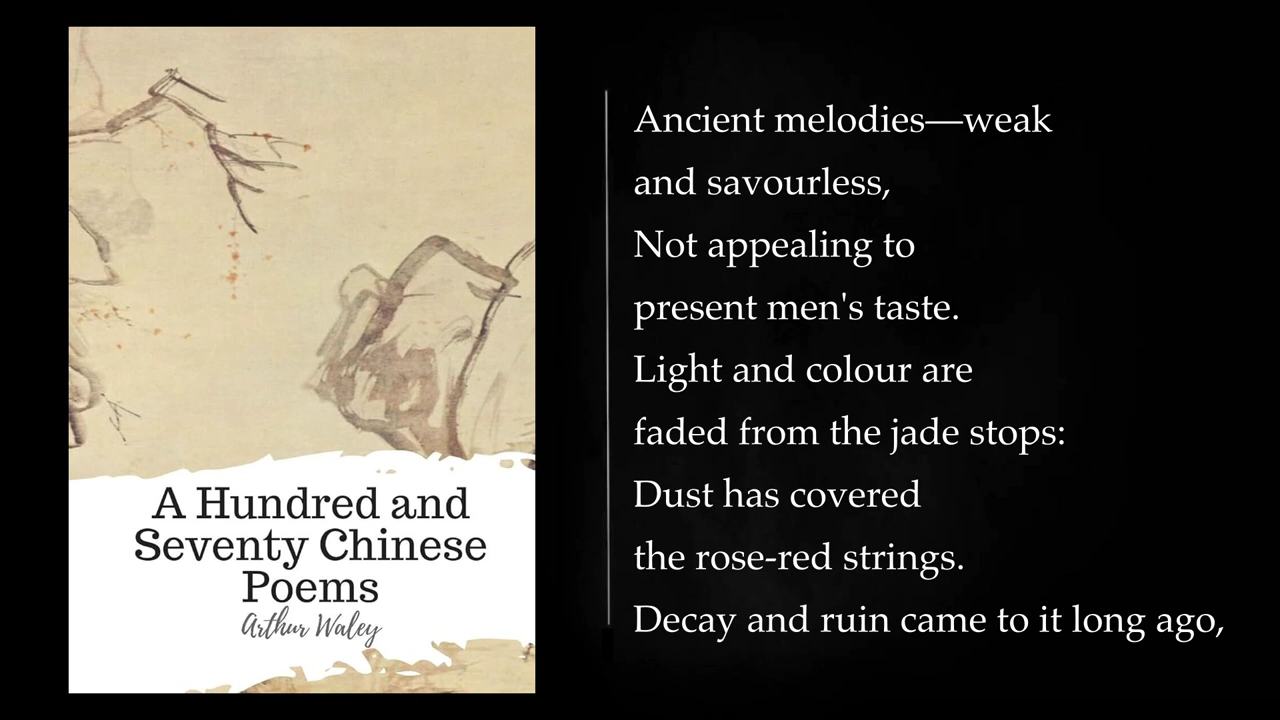 A Hundred and
Seventy Chinese
Poems
Arthur Waley
Ancient melodies—weak
and savourless,
Not appealing to
present men's taste.
Light and colour are
faded from the jade stops:
Dust has covered
the rose-red strings.
Decay and ruin came to it long ago,